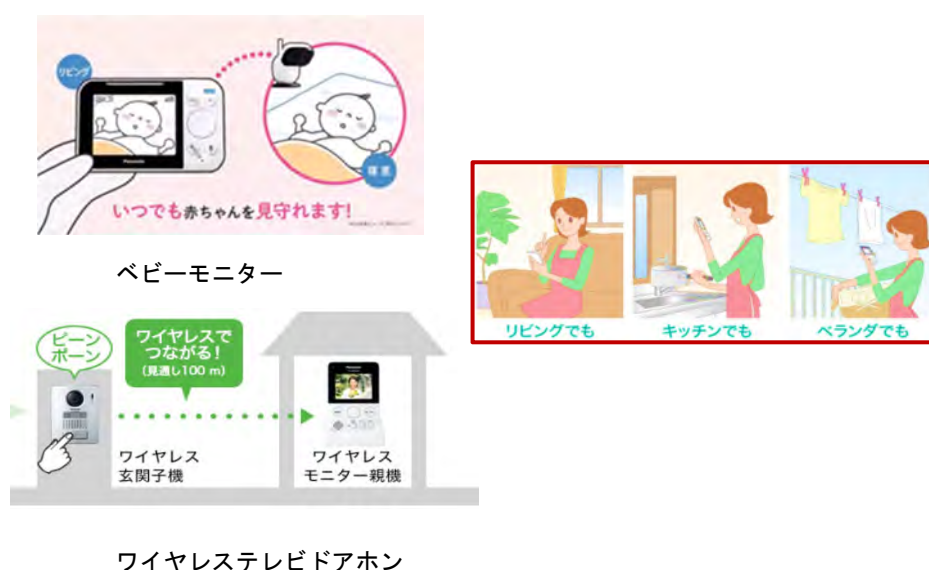 リビング
Panasonic
寝室
いつでも赤ちゃんを見守れます!
ベビーモニター
リビングでも
キッチンでも
ベランダでも
ピーン
ポーン
ワイヤレスで
つながる!
(見通し100 m)
ワイヤレス
玄関子機
ワイヤレス
モニター親機
ワイヤレステレビドアホン